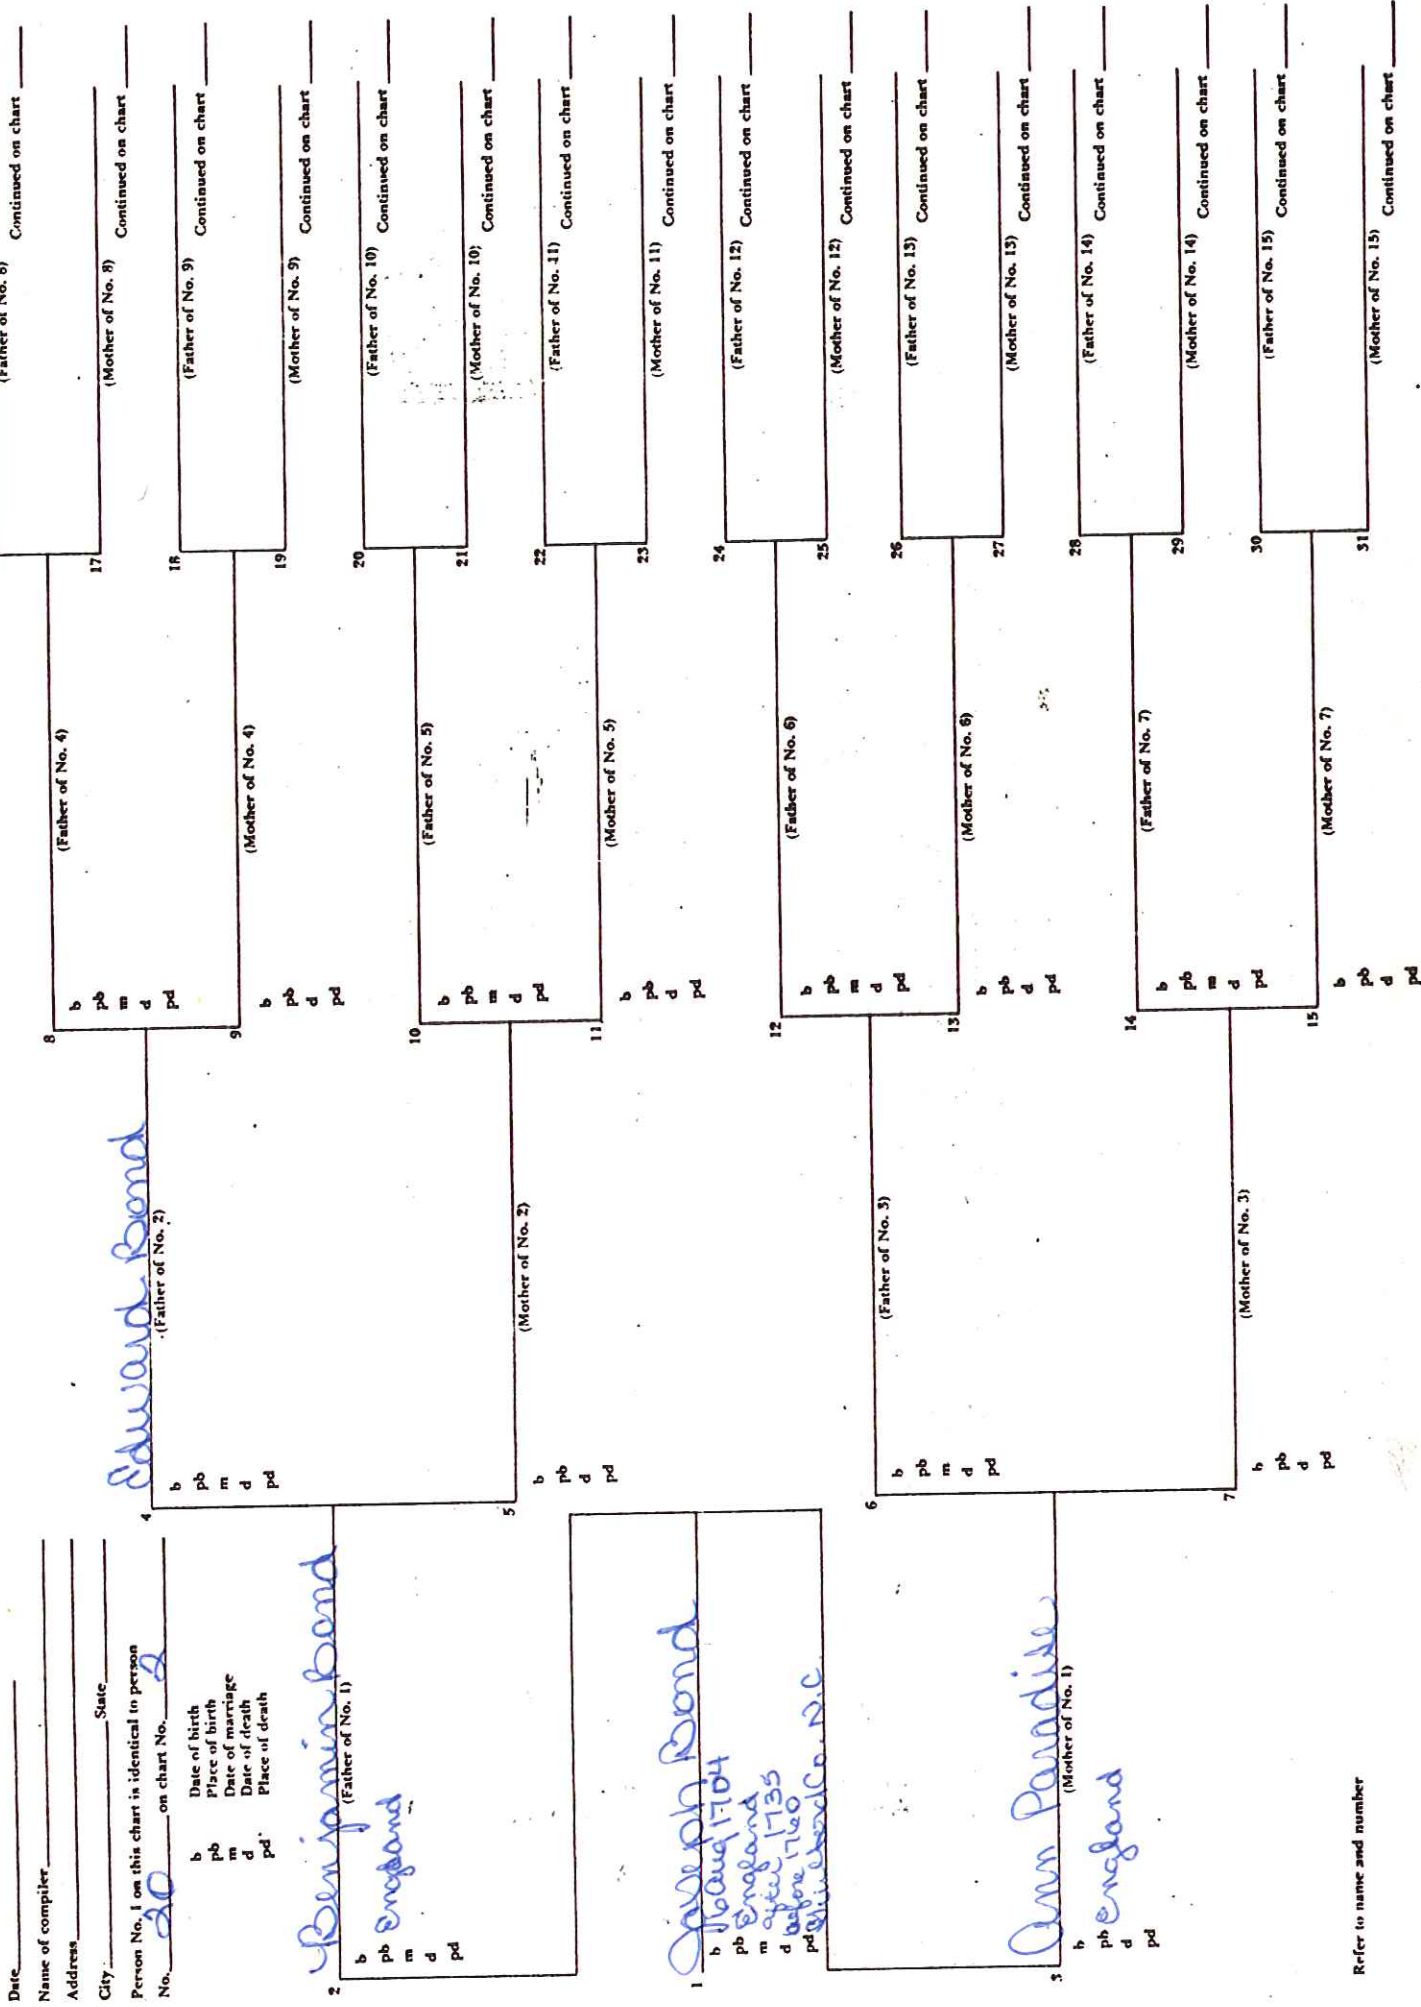 Date
Name of compiler
Address
City State
Person No. 1 on this chart is identical to person
No. 20 on chart No. 2
b Date of birth
pb Place of birth
m Date of marriage
d Date of death
pd Place of death
2
Benjamin Bond
(Father of No. 1)
b
pb England
m
d
pd
1
Joseph Bond
b 16 Aug 1704
pb England
m after 1735
d before 1760
pd Co. N.C.
3
Ann Paradise
(Mother of No. 1)
b
pb England
d
pd
Refer to name and number
4
Edward Bond
(Father of No. 2)
b
pb
m
d
pd
5
(Mother of No. 2)
b
pb
d
pd
6
(Father of No. 3)
b
pb
m
d
pd
7
(Mother of No. 3)
b
pb
d
pd
8
(Father of No. 4)
b
pb
m
d
pd
9
(Mother of No. 4)
b
pb
d
pd
10
(Father of No. 5)
b
pb
m
d
pd
11
(Mother of No. 5)
b
pb
d
pd
12
(Father of No. 6)
b
pb
m
d
pd
13
(Mother of No. 6)
b
pb
d
pd
14
(Father of No. 7)
b
pb
m
d
pd
15
(Mother of No. 7)
b
pb
d
pd
(Father of No. 8) Continued on chart
17
(Mother of No. 8) Continued on chart
18
(Father of No. 9) Continued on chart
19
(Mother of No. 9) Continued on chart
20
(Father of No. 10) Continued on chart
21
(Mother of No. 10) Continued on chart
22
(Father of No. 11) Continued on chart
23
(Mother of No. 11) Continued on chart
24
(Father of No. 12) Continued on chart
25
(Mother of No. 12) Continued on chart
26
(Father of No. 13) Continued on chart
27
(Mother of No. 13) Continued on chart
28
(Father of No. 14) Continued on chart
29
(Mother of No. 14) Continued on chart
30
(Father of No. 15) Continued on chart
31
(Mother of No. 15) Continued on chart